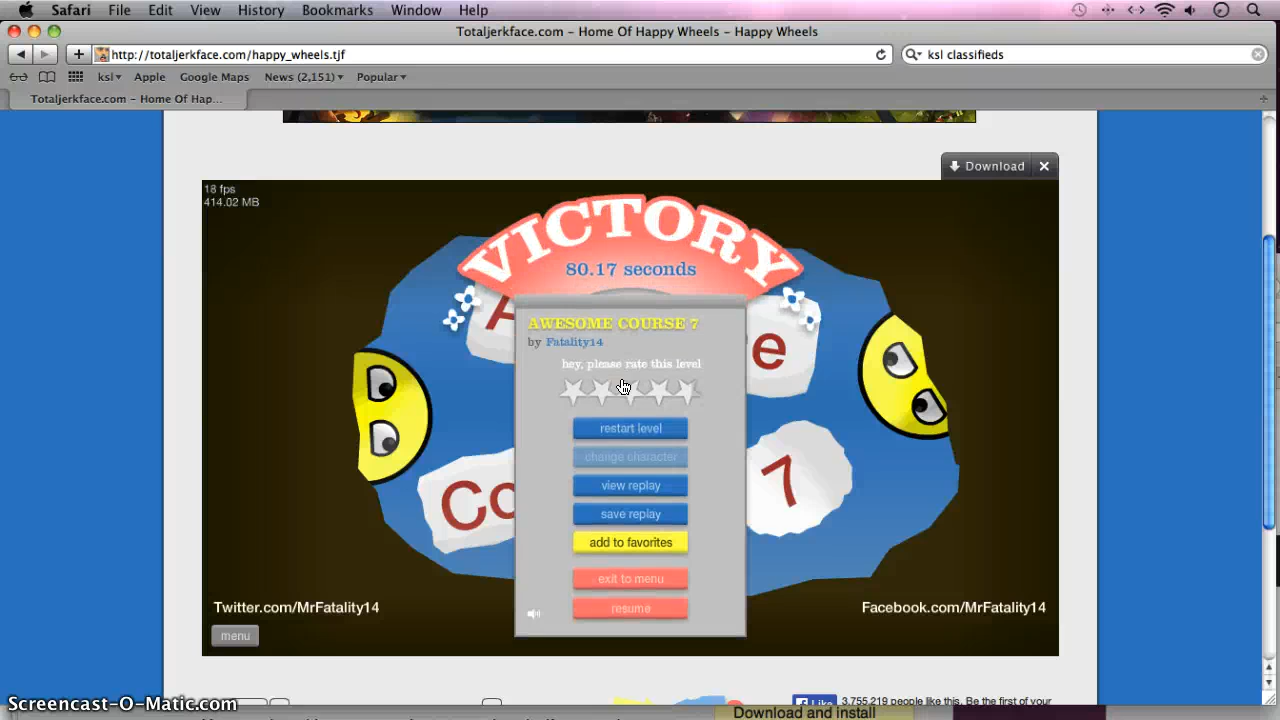 Safari File Edit View History Bookmarks Window Help
Totaljerkface.com – Home Of Happy Wheels – Happy Wheels
http://totaljerkface.com/happy_wheels.tjf
ksl classifieds
ksl Apple Google Maps News (2,151) Popular
Totaljerkface.com – Home Of Hap...
Download
18 fps
414.02 MB
VICTORY
80.17 seconds
AWESOME COURSE 7
by Fatality14
hey, please rate this level
A
e
restart level
change character
view replay
save replay
add to favorites
exit to menu
resume
Co
7
Twitter.com/MrFatality14
Facebook.com/MrFatality14
menu
Like 3,755,219 people like this. Be the first of your
Download and install
Screencast-O-Matic.com